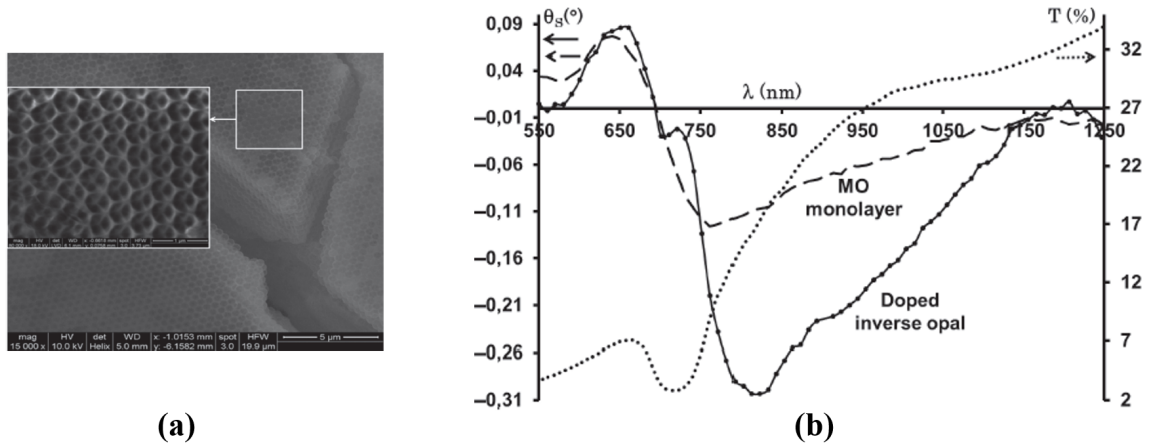 mag HV det WD x: -1.0153 mm spot HFW 5 µm
15 000 x 10.0 kV Helix 5.0 mm y: -6.1582 mm 3.0 19.9 µm
(a)
θS(°) T (%)
0,09 32
0,04 λ (nm)
−0,01 550 650 750 850 950 1050 1150 1250 27
−0,06 22
MO
monolayer
−0,11 17
−0,16
−0,21 12
Doped
inverse opal
−0,26 7
−0,31 2
(b)